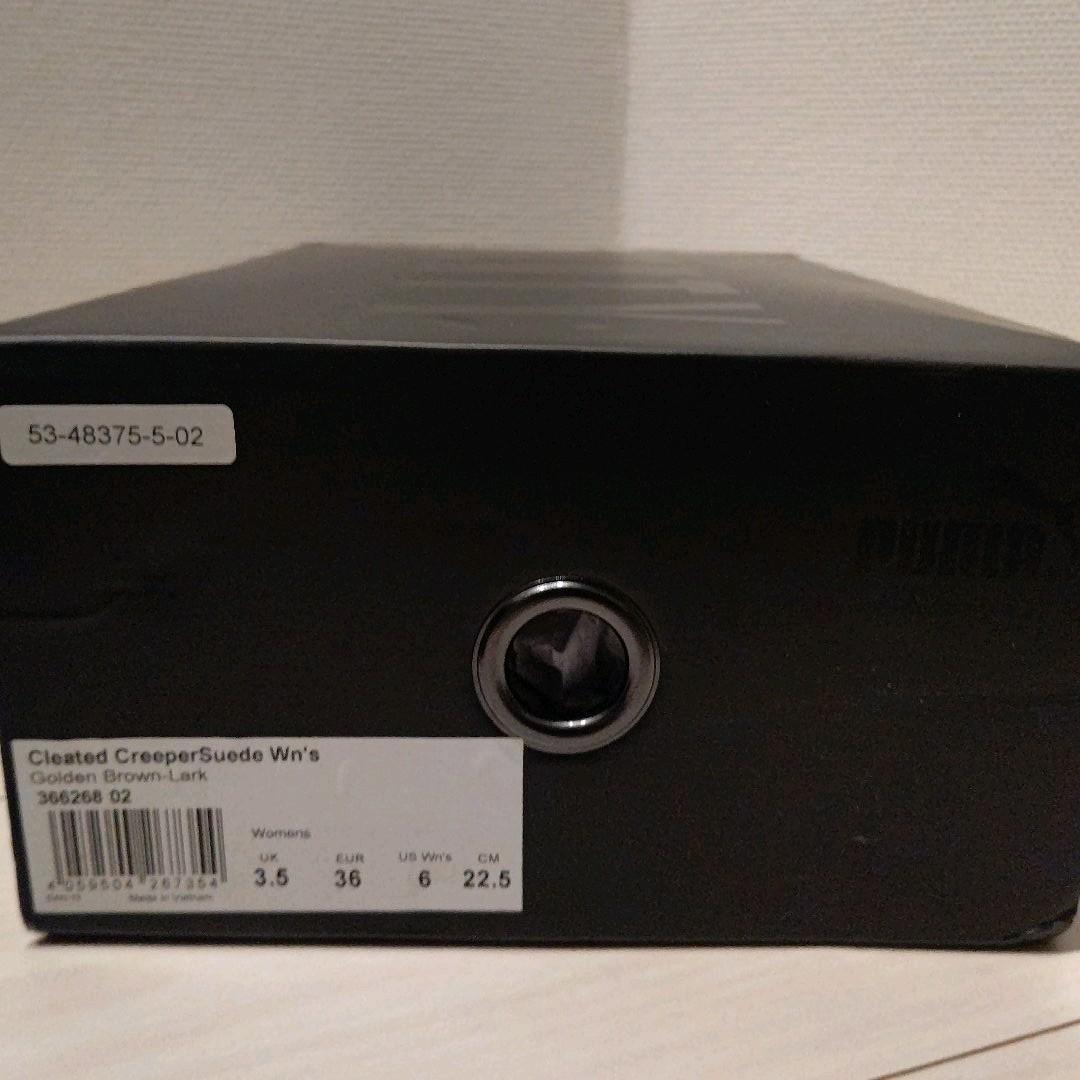 53-48375-5-02
Cleated CreeperSuede Wn's
Golden Brown-Lark
366268 02
Womens
UK EUR US Wn's CM
3.5 36 6 22.5
4 059504 267354
Made in Vietnam